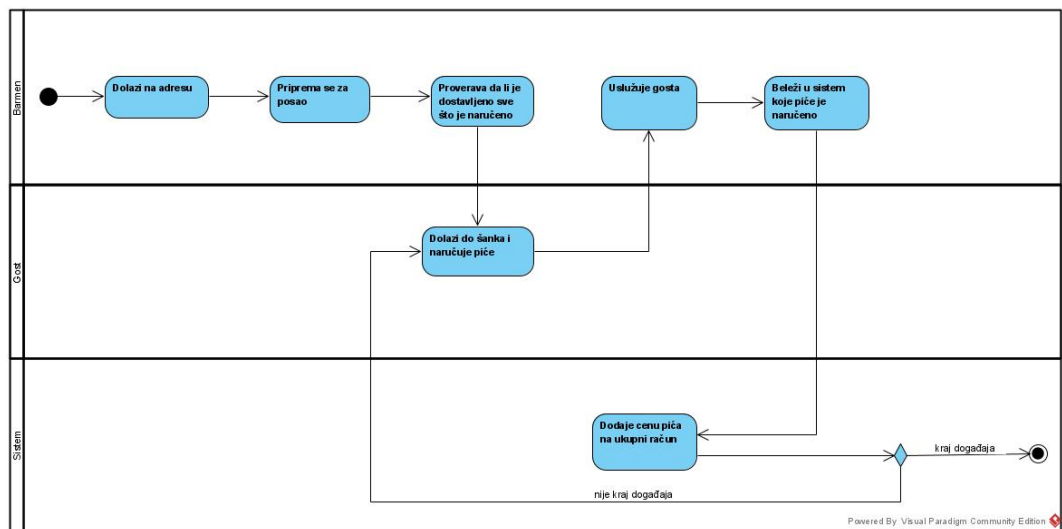 Barmen
Dolazi na adresu
Priprema se za
posao
Proverava da li je
dostavljeno sve
što je naručeno
Uslužuje gosta
Beleži u sistem
koje piće je
naručeno
Gost
Dolazi do šanka i
naručuje piće
Sistem
Dodaje cenu pića
na ukupni račun
kraj događaja
nije kraj događaja
Powered By Visual Paradigm Community Edition